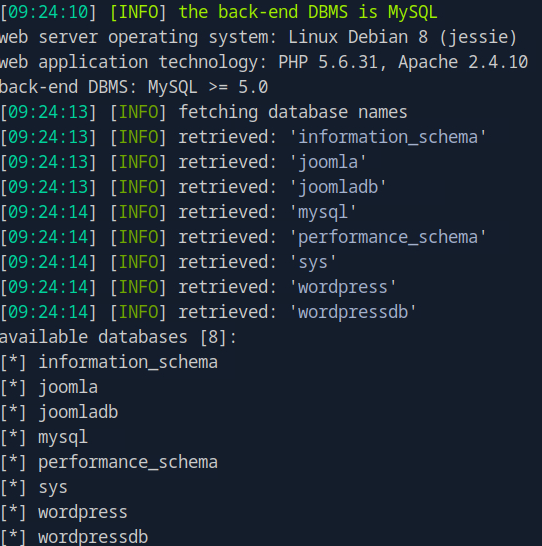 [09:24:10] [INFO] the back-end DBMS is MySQL
web server operating system: Linux Debian 8 (jessie)
web application technology: PHP 5.6.31, Apache 2.4.10
back-end DBMS: MySQL >= 5.0
[09:24:13] [INFO] fetching database names
[09:24:13] [INFO] retrieved: 'information_schema'
[09:24:13] [INFO] retrieved: 'joomla'
[09:24:13] [INFO] retrieved: 'joomladb'
[09:24:14] [INFO] retrieved: 'mysql'
[09:24:14] [INFO] retrieved: 'performance_schema'
[09:24:14] [INFO] retrieved: 'sys'
[09:24:14] [INFO] retrieved: 'wordpress'
[09:24:14] [INFO] retrieved: 'wordpressdb'
available databases [8]:
[*] information_schema
[*] joomla
[*] joomladb
[*] mysql
[*] performance_schema
[*] sys
[*] wordpress
[*] wordpressdb